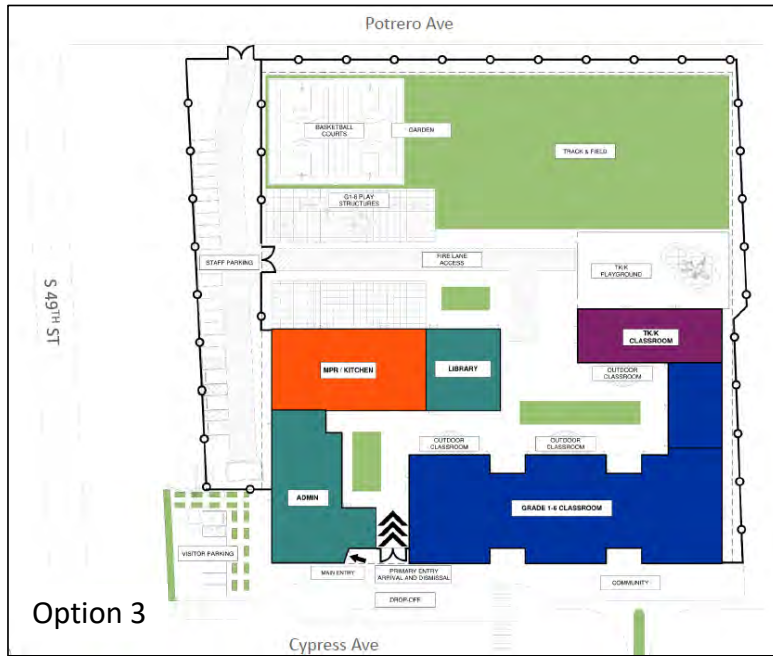 Potrero Ave
BASKETBALL
COURTS
GARDEN
TRACK & FIELD
G1-6 PLAY
STRUCTURES
STAFF PARKING
FIRE LANE
ACCESS
TK/K
PLAYGROUND
S 49TH ST
MPR / KITCHEN
LIBRARY
TK/K
CLASSROOM
OUTDOOR
CLASSROOM
OUTDOOR
CLASSROOM
OUTDOOR
CLASSROOM
ADMIN
GRADE 1-6 CLASSROOM
VISITOR PARKING
MAIN ENTRY
PRIMARY ENTRY
ARRIVAL AND DISMISSAL
COMMUNITY
DROP-OFF
Option 3
Cypress Ave